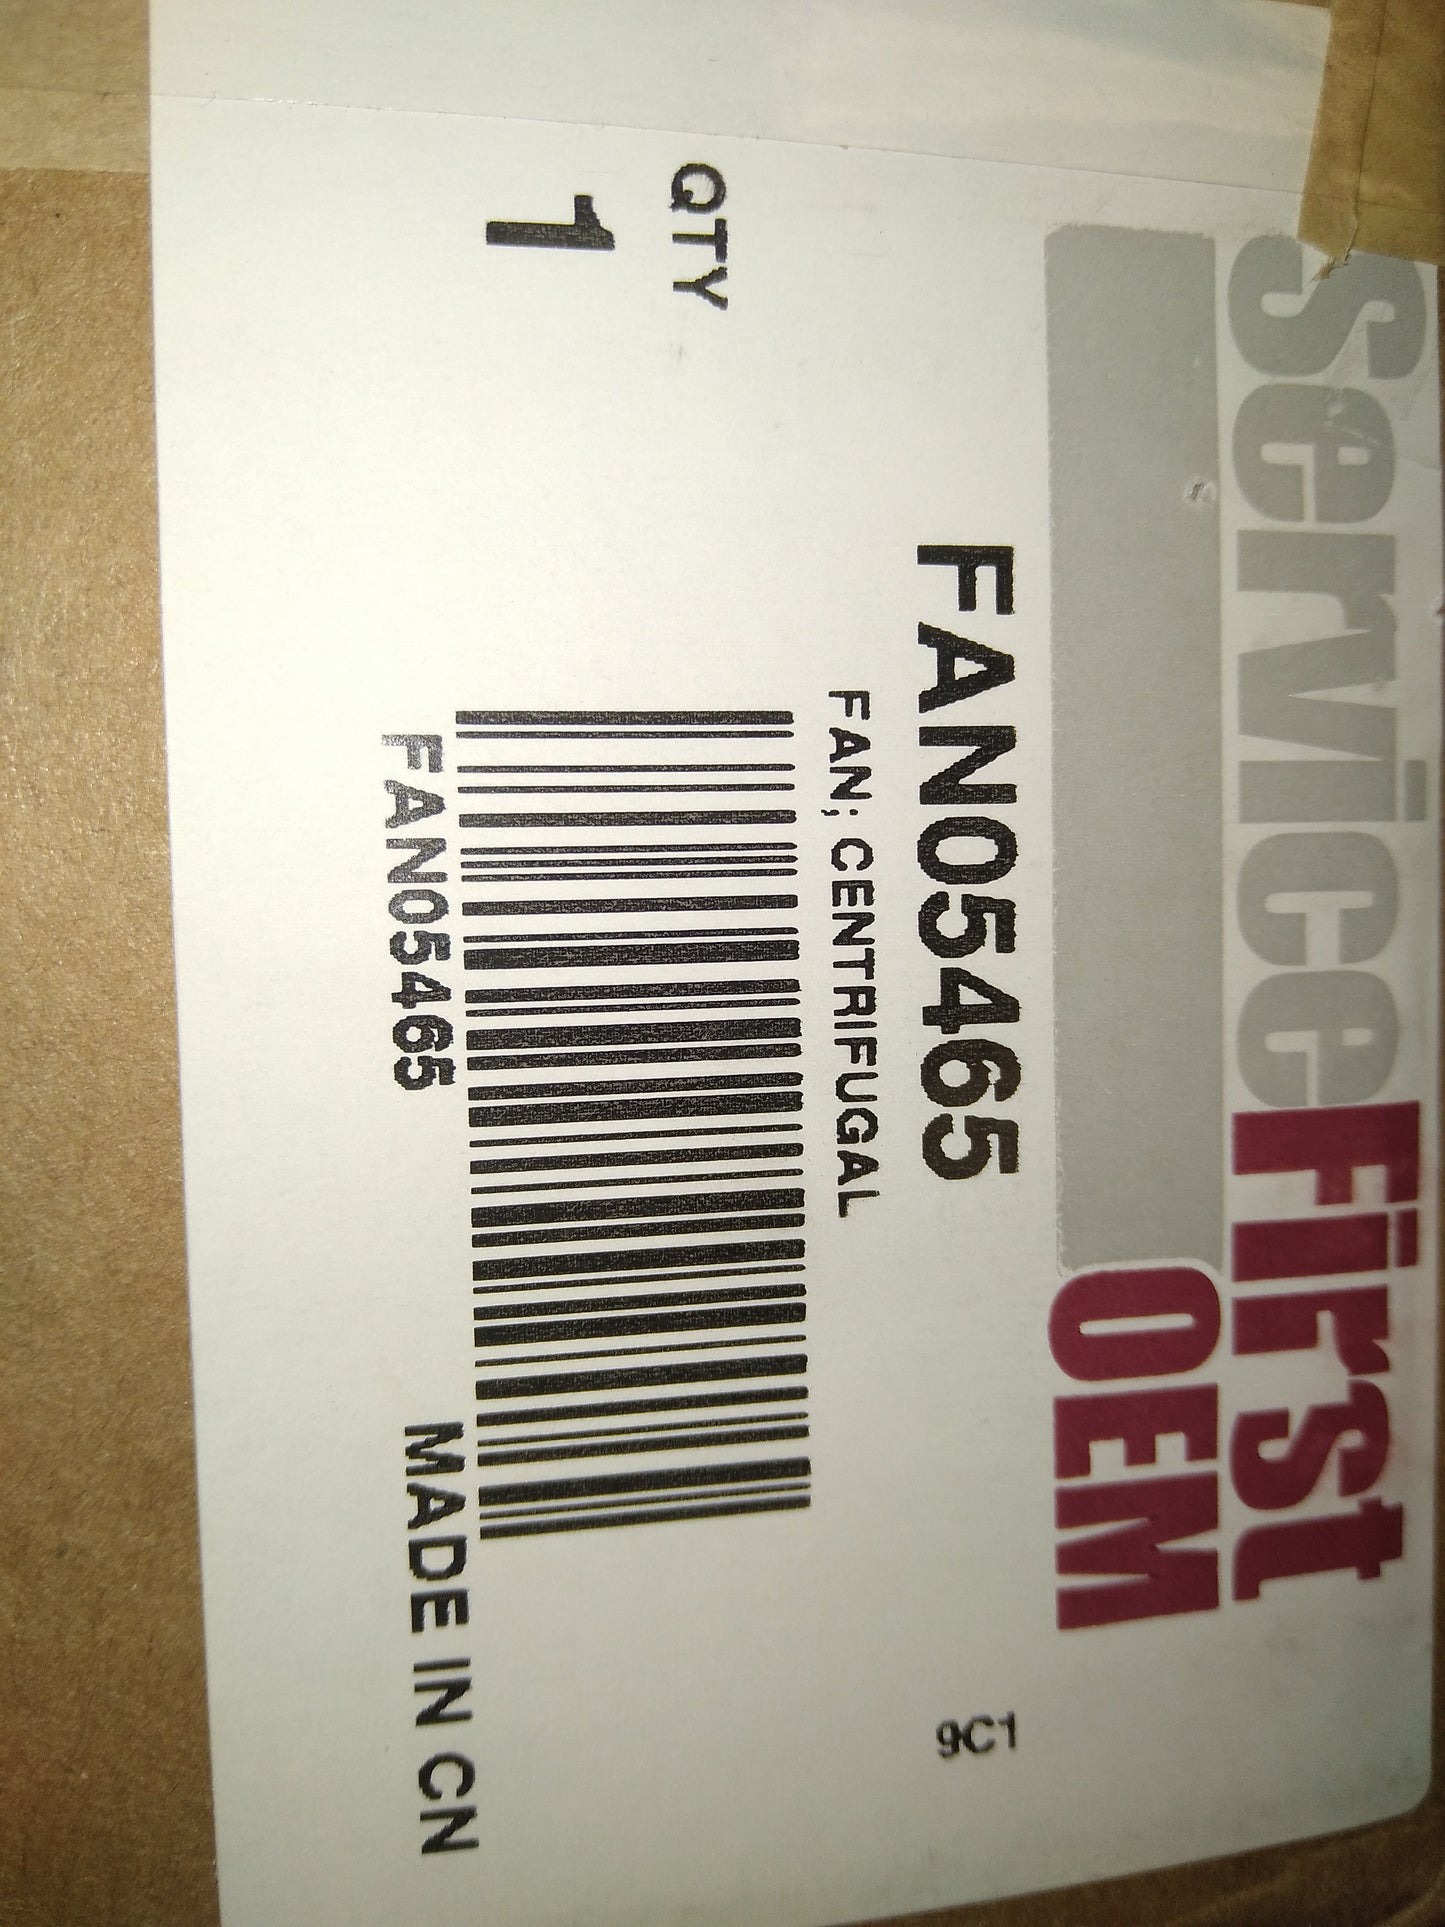 ServiceFirst
OEM
FAN05465
9C1
FAN; CENTRIFUGAL
QTY
1
FAN05465
MADE IN CN